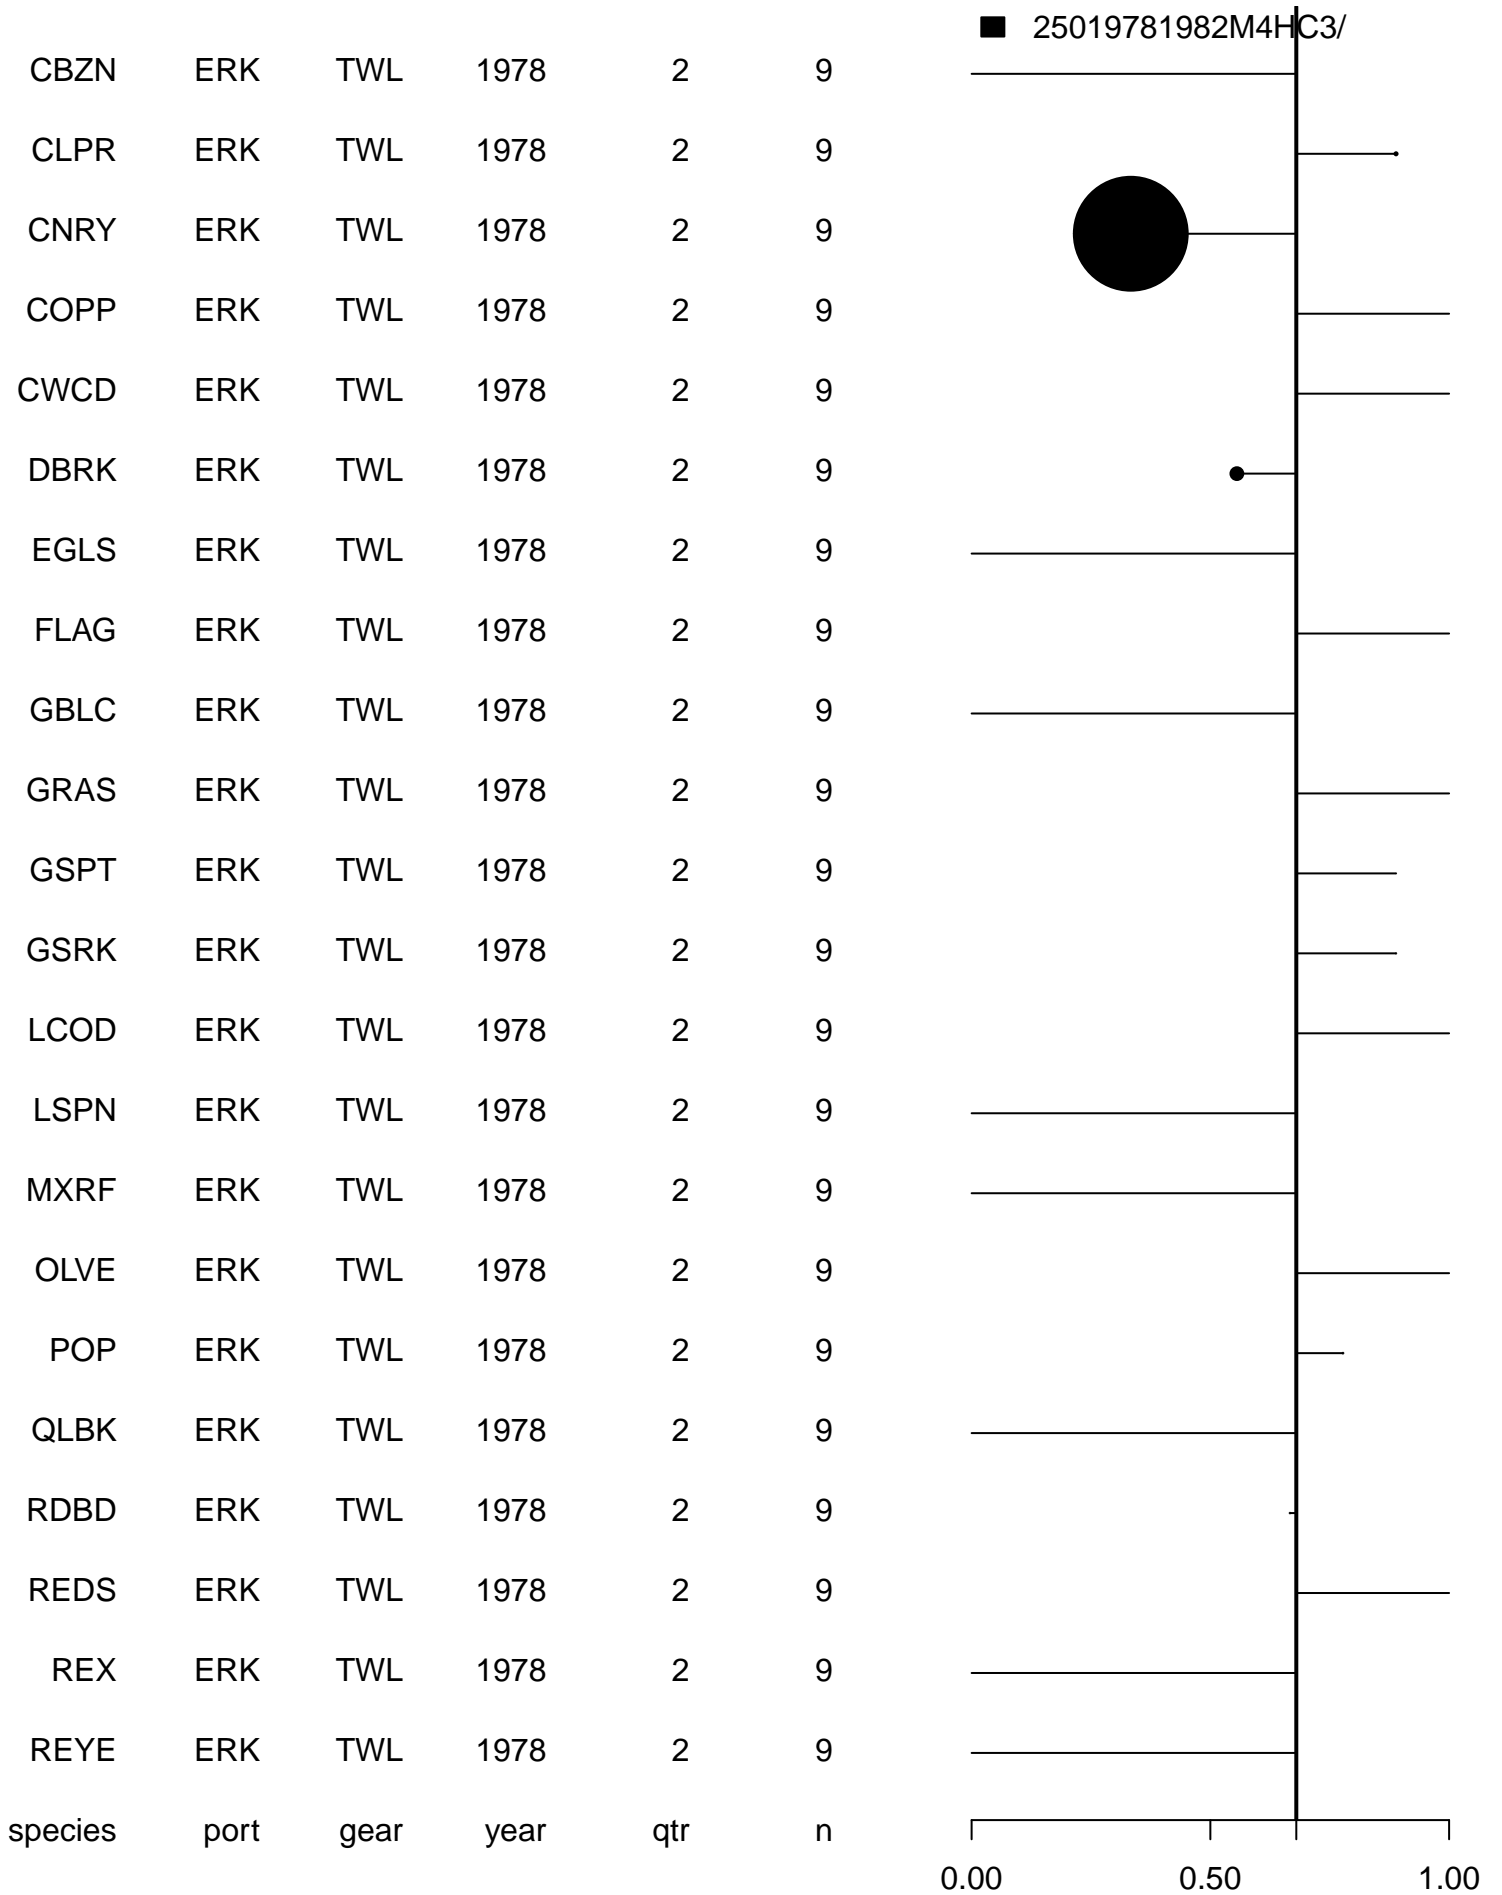 25019781982M4HC3/
CBZN ERK TWL 1978 2 9
CLPR ERK TWL 1978 2 9
CNRY ERK TWL 1978 2 9
COPP ERK TWL 1978 2 9
CWCD ERK TWL 1978 2 9
DBRK ERK TWL 1978 2 9
EGLS ERK TWL 1978 2 9
FLAG ERK TWL 1978 2 9
GBLC ERK TWL 1978 2 9
GRAS ERK TWL 1978 2 9
GSPT ERK TWL 1978 2 9
GSRK ERK TWL 1978 2 9
LCOD ERK TWL 1978 2 9
LSPN ERK TWL 1978 2 9
MXRF ERK TWL 1978 2 9
OLVE ERK TWL 1978 2 9
POP ERK TWL 1978 2 9
QLBK ERK TWL 1978 2 9
RDBD ERK TWL 1978 2 9
REDS ERK TWL 1978 2 9
REX ERK TWL 1978 2 9
REYE ERK TWL 1978 2 9
species port gear year qtr n
0.00 0.50 1.00